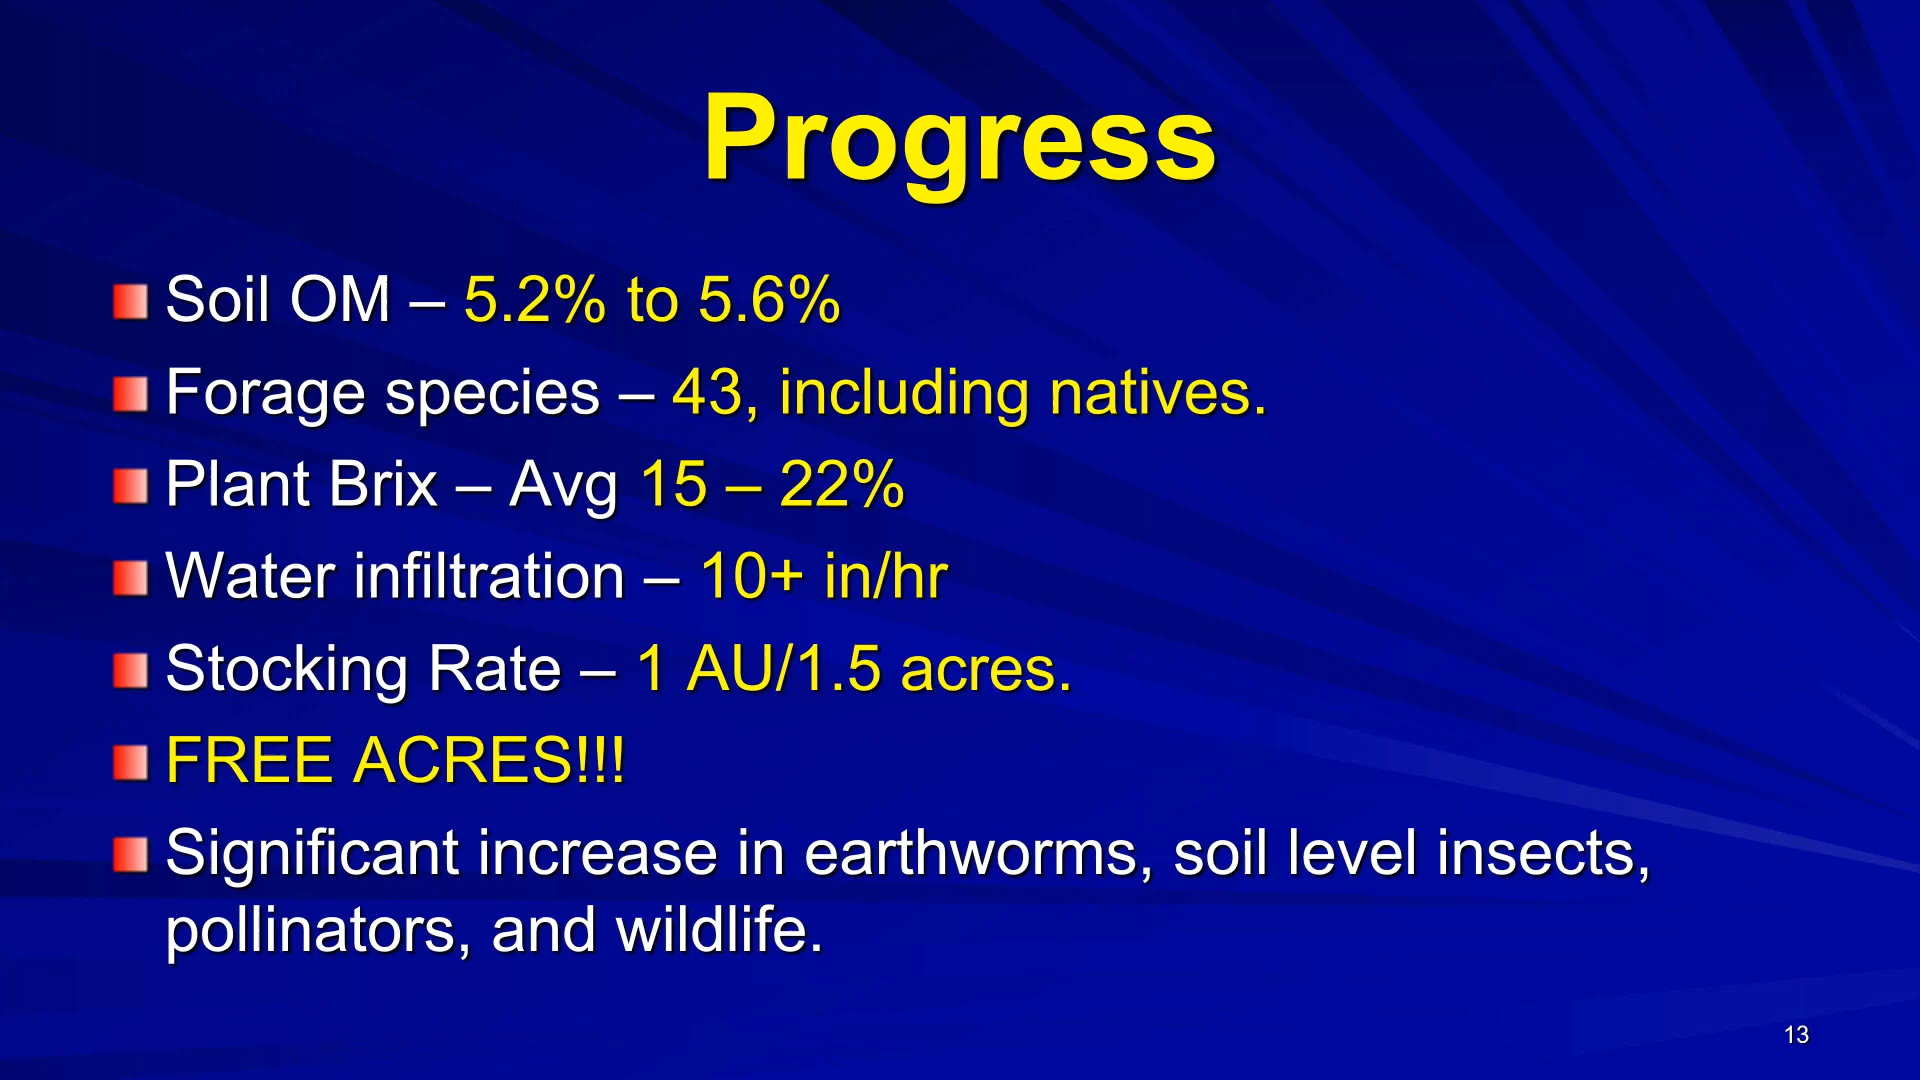 Progress
Soil OM – 5.2% to 5.6%
Forage species – 43, including natives.
Plant Brix – Avg 15 – 22%
Water infiltration – 10+ in/hr
Stocking Rate – 1 AU/1.5 acres.
FREE ACRES!!!
Significant increase in earthworms, soil level insects,
pollinators, and wildlife.
13